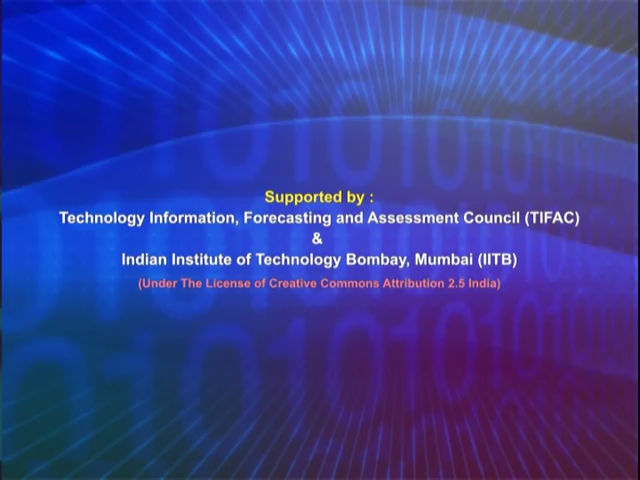 Supported by :
Technology Information, Forecasting and Assessment Council (TIFAC)
&
Indian Institute of Technology Bombay, Mumbai (IITB)
(Under The License of Creative Commons Attribution 2.5 India)